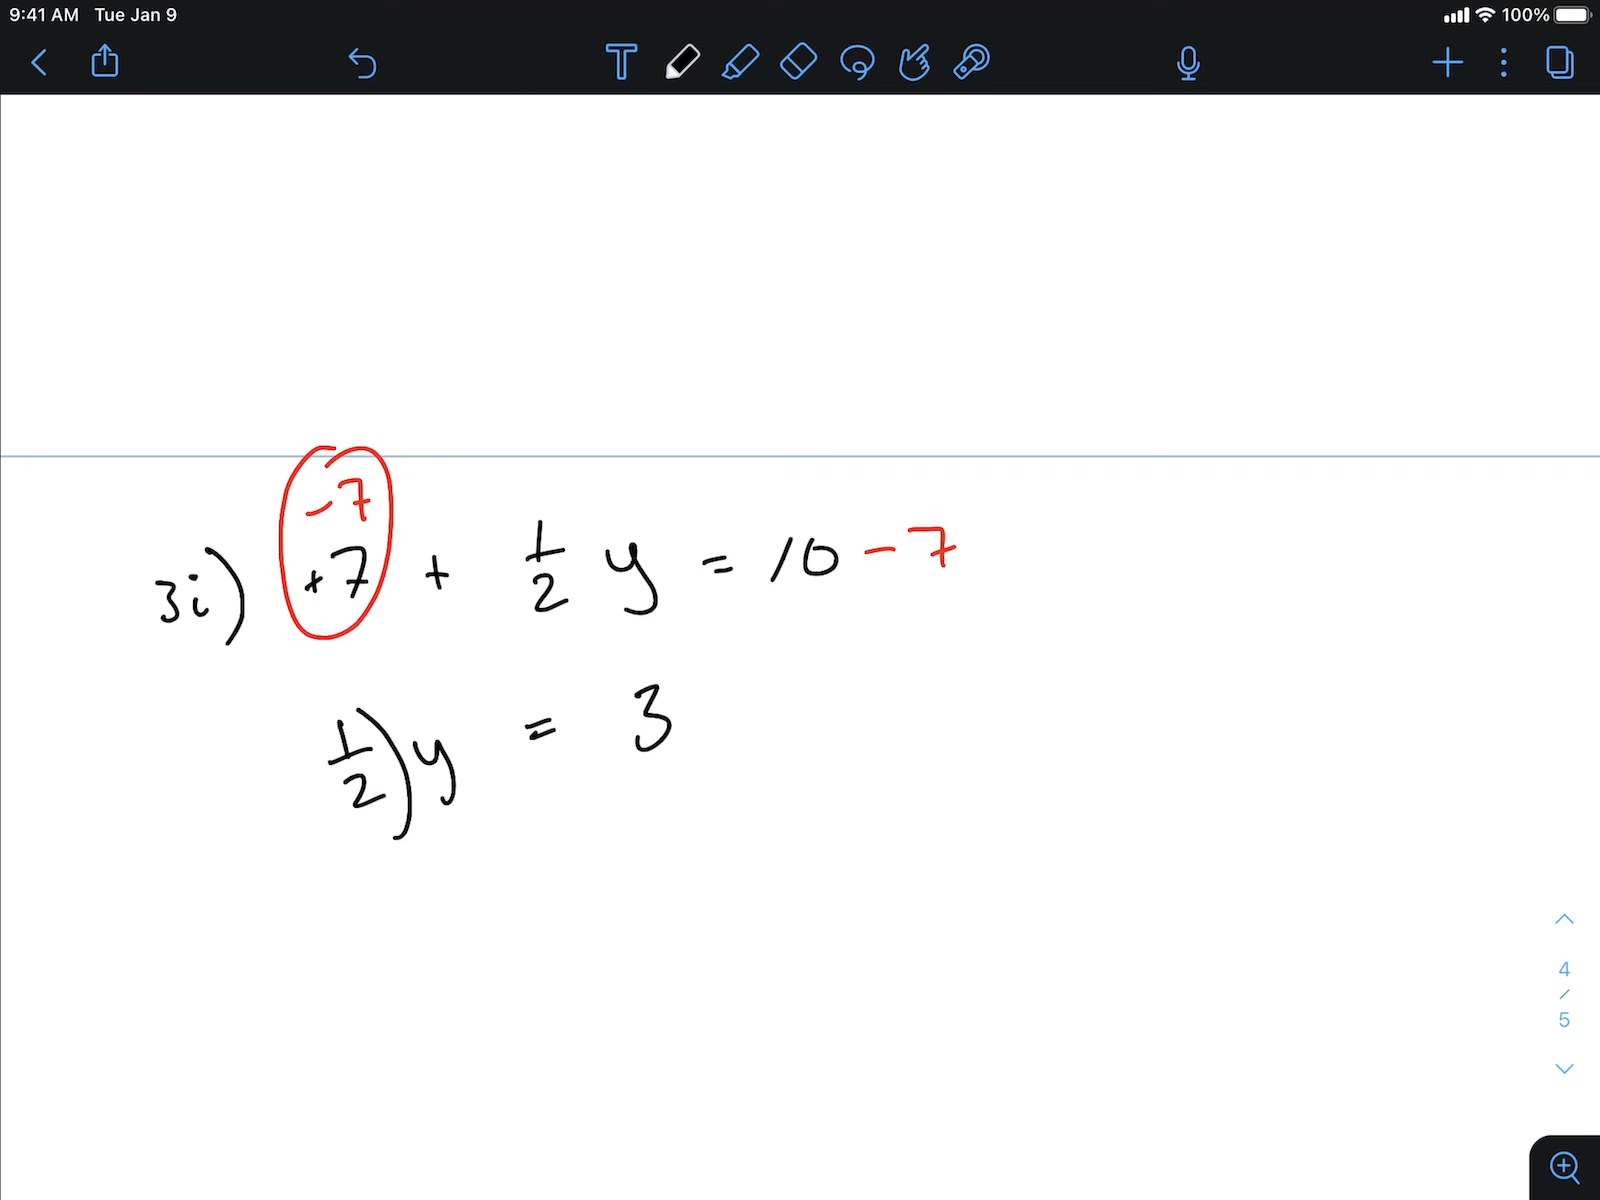 9:41 AM Tue Jan 9 100%
-7
3i) +7 + 1/2 y = 10 - 7
1/2) y = 3
4
/
5